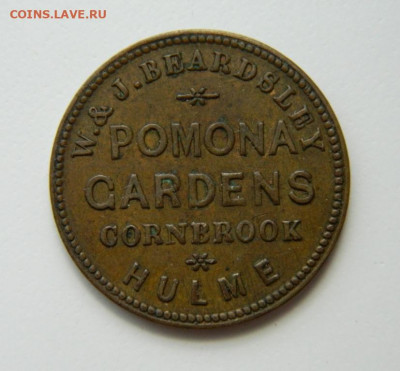 COINS.LAVE.RU
W. & J. BEARDSLEY
POMONA
GARDENS
CORNBROOK
HULME